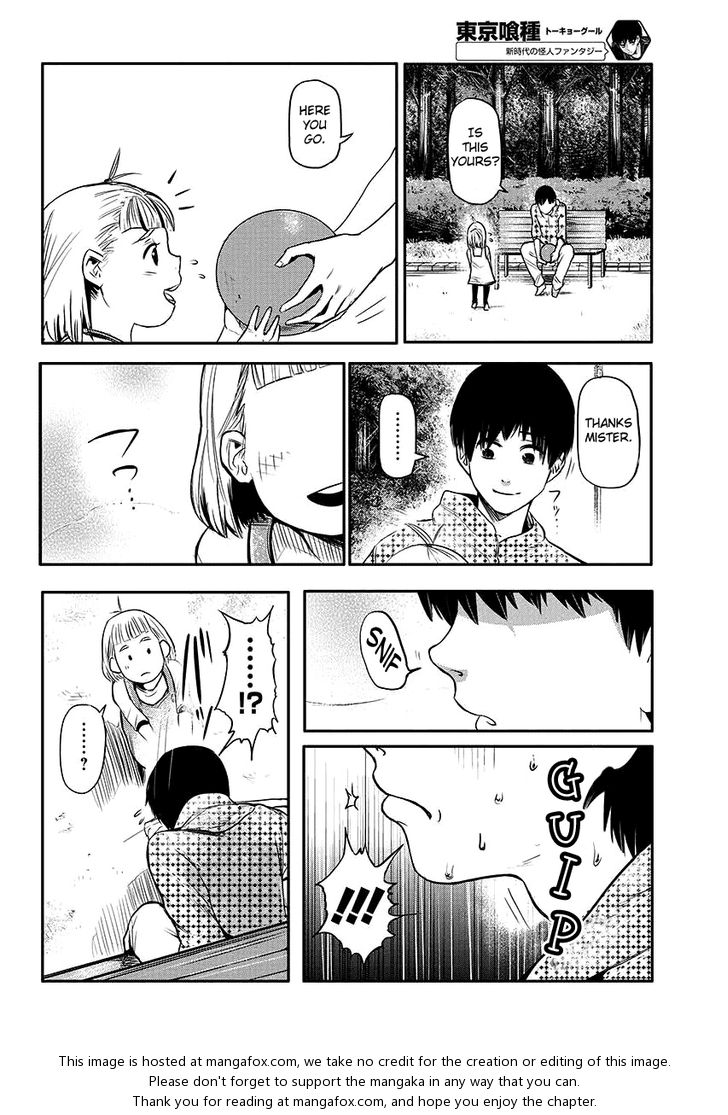 東京喰種 トーキョーグール
新時代の怪人ファンタジー
IS
THIS
YOURS?
HERE
YOU
GO.
THANKS
MISTER.
………
SNIF
GULP
!!!
………
!?
……?
This image is hosted at mangafox.com, we take no credit for the creation or editing of this image.
Please don't forget to support the mangaka in any way that you can.
Thank you for reading at mangafox.com, and hope you enjoy the chapter.